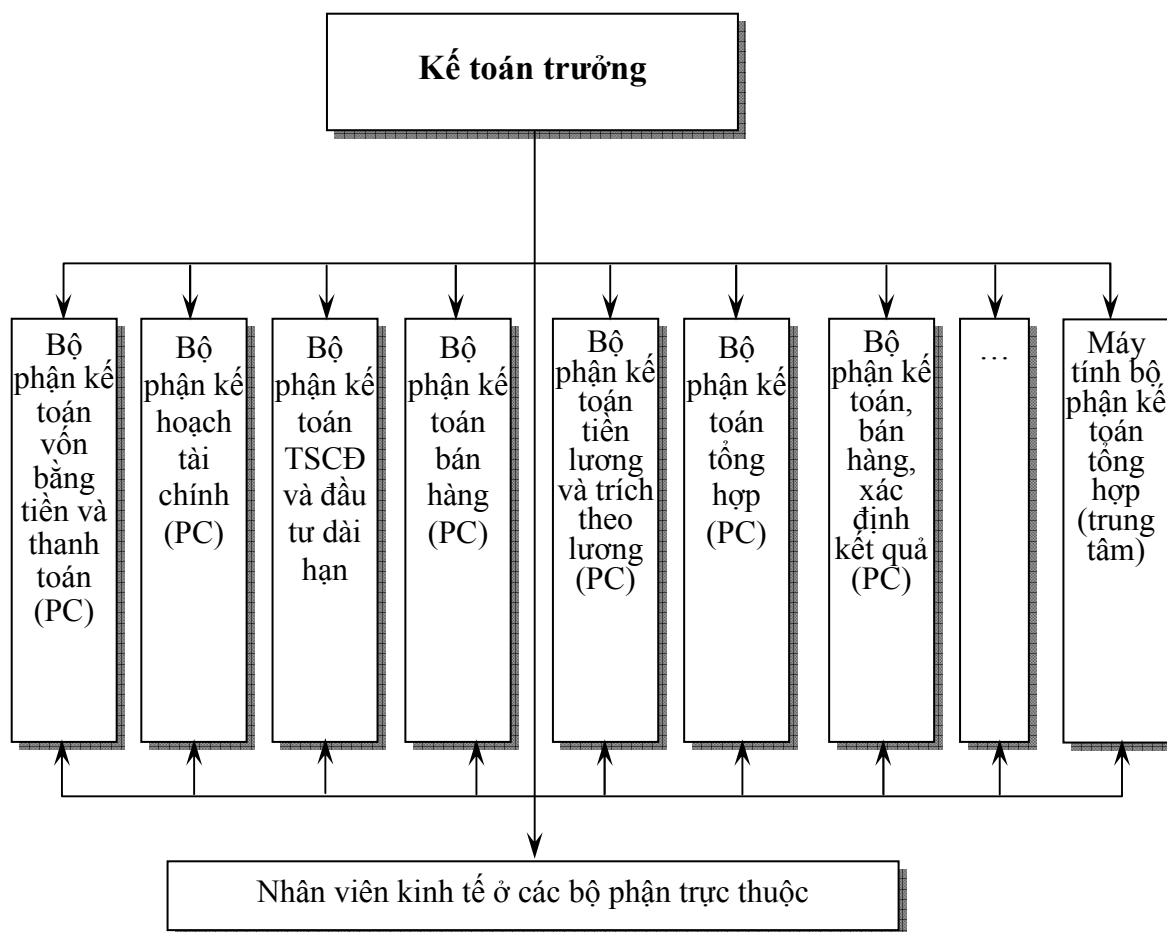 Kế toán trưởng
Bộ
phận kế
toán
vốn
bằng
tiền và
thanh
toán
(PC)
Bộ
phận kế
hoạch
tài
chính
(PC)
Bộ
phận kế
toán
TSCĐ
và đầu
tư dài
hạn
Bộ
phận kế
toán
bán
hàng
(PC)
Bộ
phận kế
toán
tiền
lương
và trích
theo
lương
(PC)
Bộ
phận kế
toán
tổng
hợp
(PC)
Bộ
phận kế
toán,
bán
hàng,
xác
định
kết quả
(PC)
…
Máy
tính bộ
phận kế
toán
tổng
hợp
(trung
tâm)
Nhân viên kinh tế ở các bộ phận trực thuộc